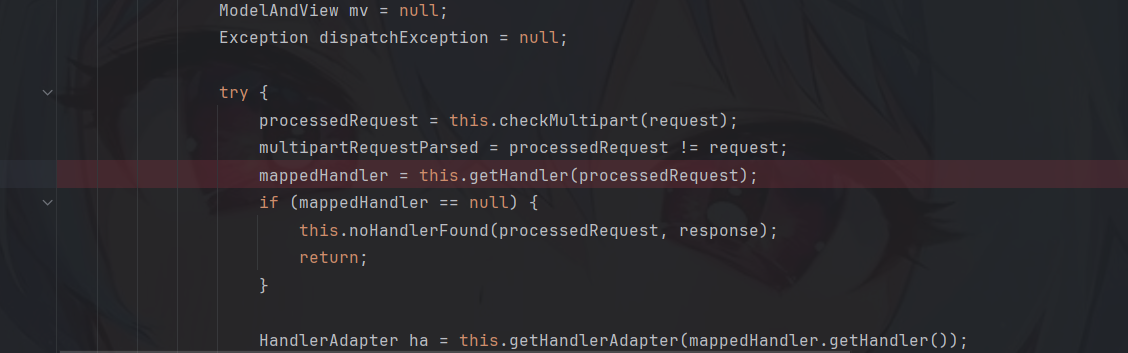 ModelAndView mv = null;
Exception dispatchException = null;
try {
processedRequest = this.checkMultipart(request);
multipartRequestParsed = processedRequest != request;
mappedHandler = this.getHandler(processedRequest);
if (mappedHandler == null) {
this.noHandlerFound(processedRequest, response);
return;
}
HandlerAdapter ha = this.getHandlerAdapter(mappedHandler.getHandler());